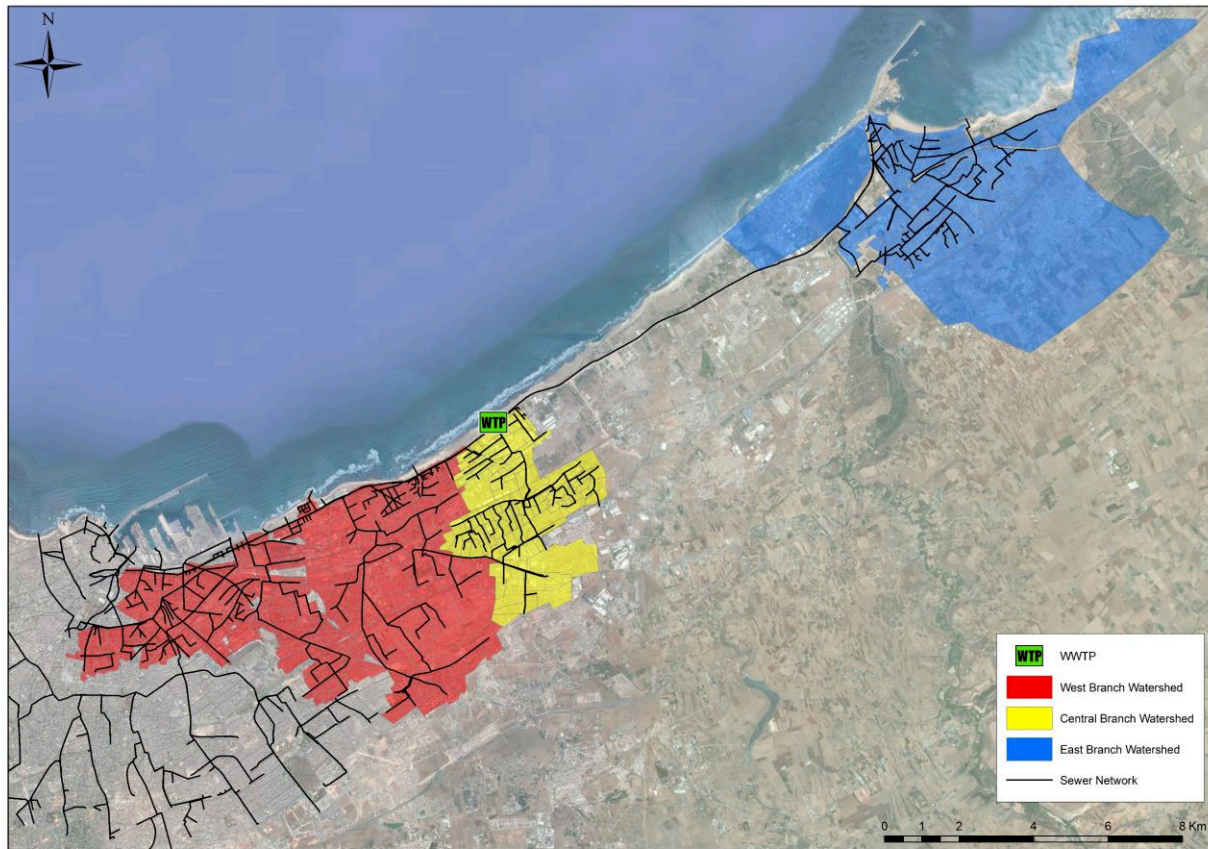 N
WTP
WTP WWTP
West Branch Watershed
Central Branch Watershed
East Branch Watershed
Sewer Network
0 2 4 6 8 Km